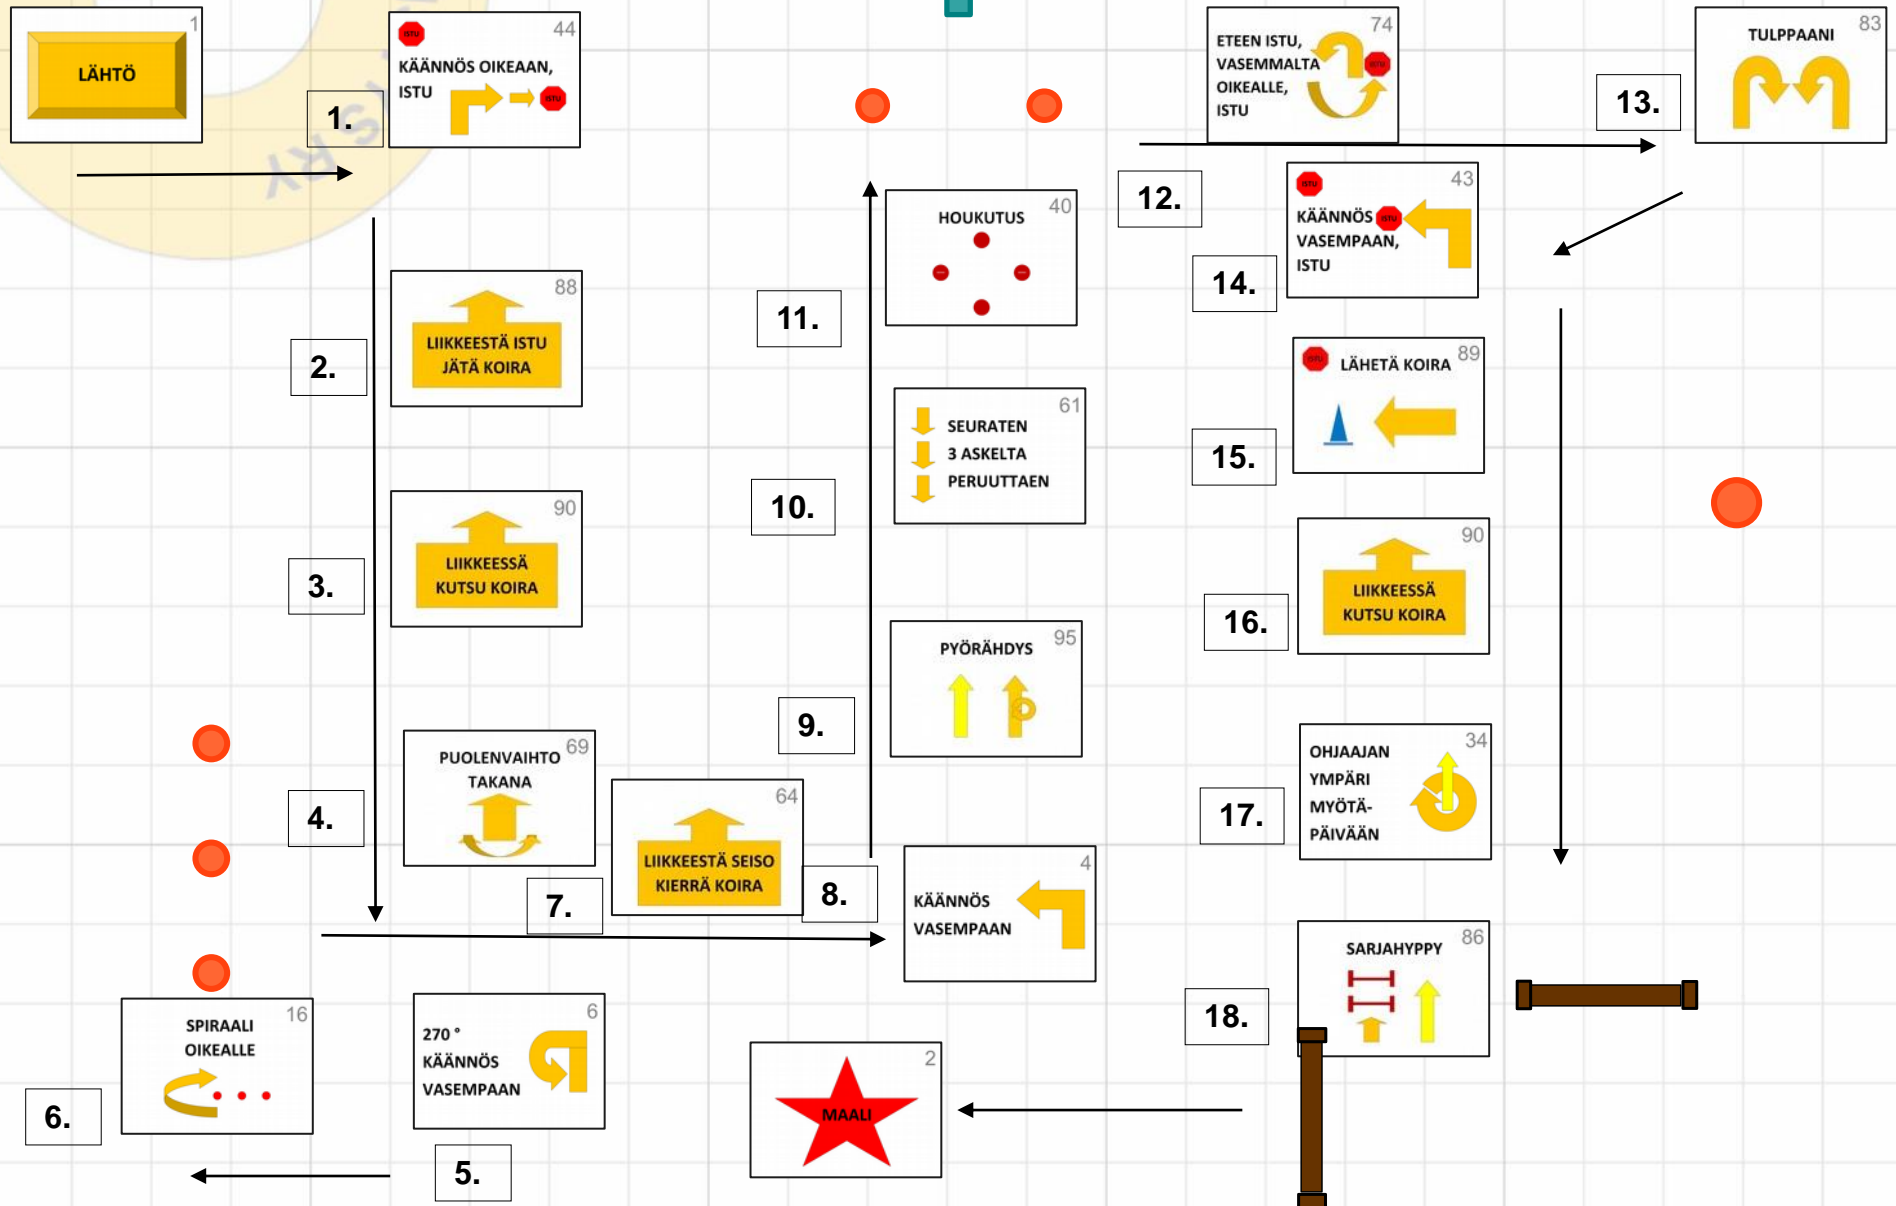 1
LÄHTÖ
1.
44
ISTU
KÄÄNNÖS OIKEAAN,
ISTU
ISTU
2.
88
LIIKKEESTÄ ISTU
JÄTÄ KOIRA
3.
90
LIIKKEESSÄ
KUTSU KOIRA
4.
69
PUOLENVAIHTO
TAKANA
5.
6
270 °
KÄÄNNÖS
VASEMPAAN
6.
16
SPIRAALI
OIKEALLE
7.
64
LIIKKEESTÄ SEISO
KIERRÄ KOIRA
8.
4
KÄÄNNÖS
VASEMPAAN
9.
95
PYÖRÄHDYS
10.
61
SEURATEN
3 ASKELTA
PERUUTTAEN
11.
40
HOUKUTUS
12.
74
ETEEN ISTU,
VASEMMALTA
OIKEALLE,
ISTU
ISTU
13.
83
TULPPAANI
14.
43
ISTU
KÄÄNNÖS
ISTU
VASEMPAAN,
ISTU
15.
89
ISTU
LÄHETÄ KOIRA
16.
90
LIIKKEESSÄ
KUTSU KOIRA
17.
34
OHJAAJAN
YMPÄRI
MYÖTÄ-
PÄIVÄÄN
18.
86
SARJAHYPPY
2
MAALI